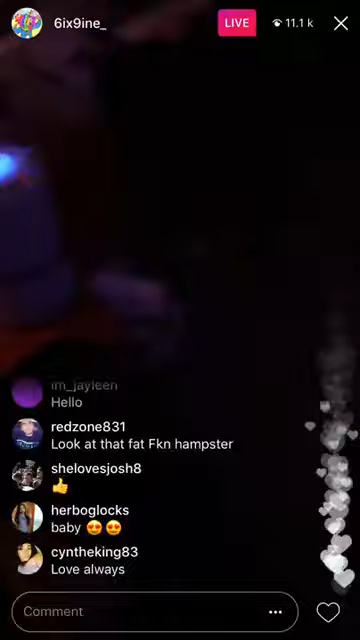 6ix9ine_
LIVE
11.1 k
im_jayleen
Hello
redzone831
Look at that fat Fkn hampster
shelovesjosh8
👍
herboglocks
baby 😍😍
cyntheking83
Love always
Comment